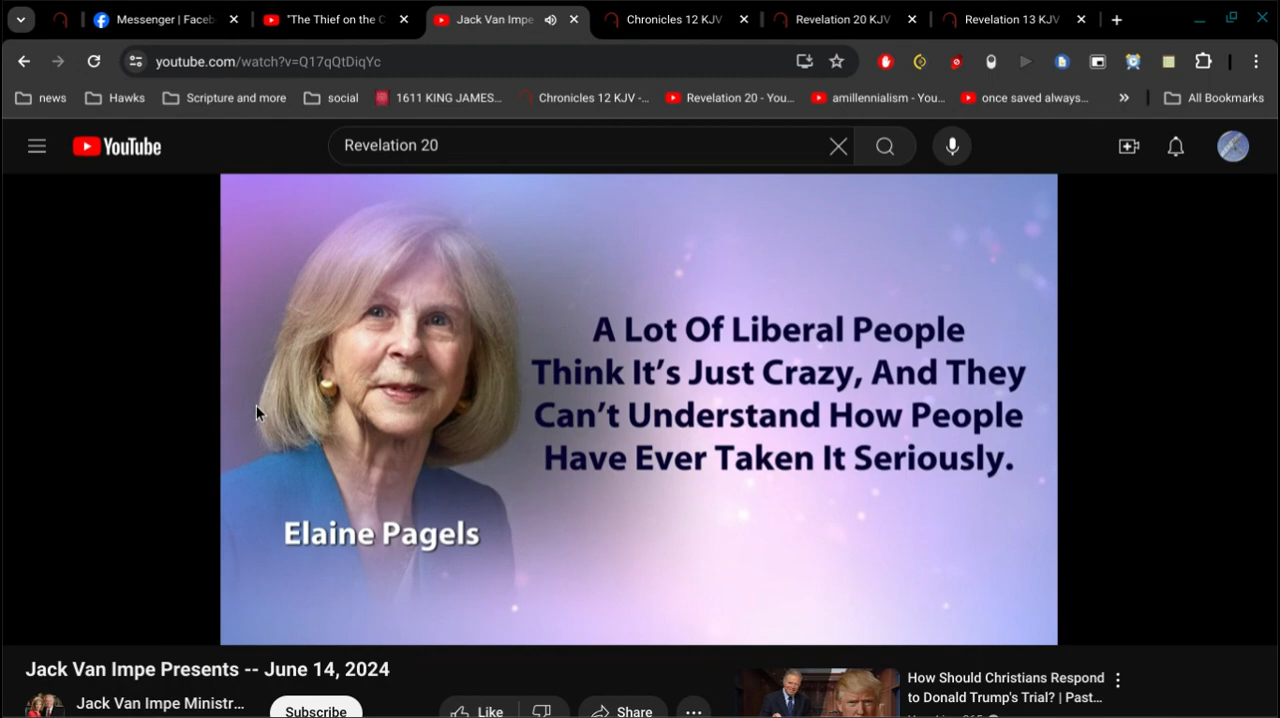 Messenger | Faceb
"The Thief on the C
Jack Van Impe
Chronicles 12 KJV
Revelation 20 KJV
Revelation 13 KJV
youtube.com/watch?v=Q17qQtDiqYc
news
Hawks
Scripture and more
social
1611 KING JAMES...
Chronicles 12 KJV -...
Revelation 20 - You...
amillennialism - You...
once saved always...
All Bookmarks
YouTube
Revelation 20
A Lot Of Liberal People
Think It's Just Crazy, And They
Can't Understand How People
Have Ever Taken It Seriously.
Elaine Pagels
Jack Van Impe Presents -- June 14, 2024
Jack Van Impe Ministr...
Subscribe
Like
Share
How Should Christians Respond
to Donald Trump's Trial? | Past...